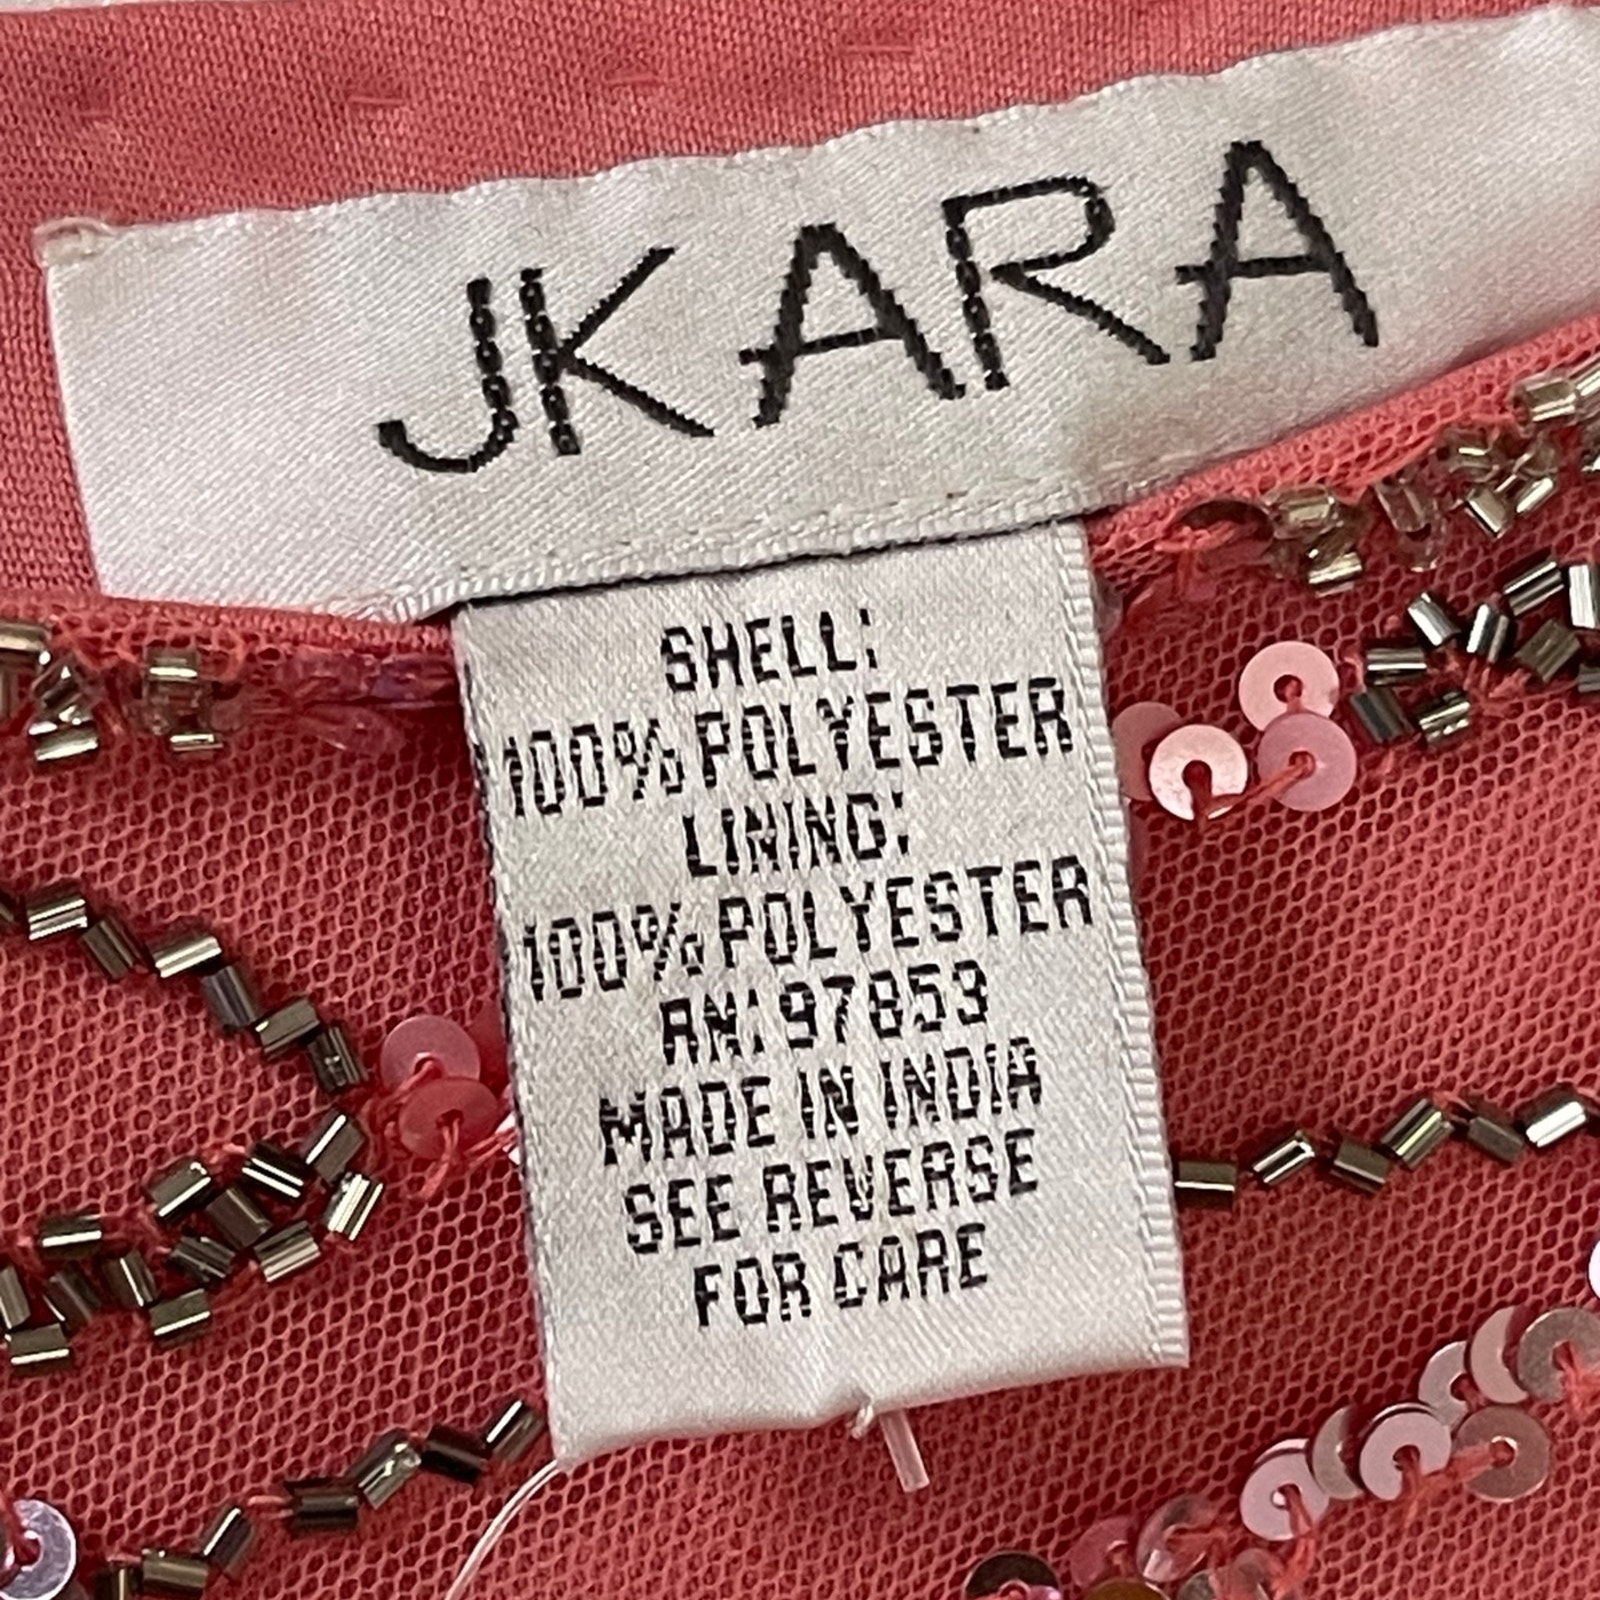 JKARA
SHELL:
100% POLYESTER
LINING:
100% POLYESTER
RN: 97853
MADE IN INDIA
SEE REVERSE
FOR CARE